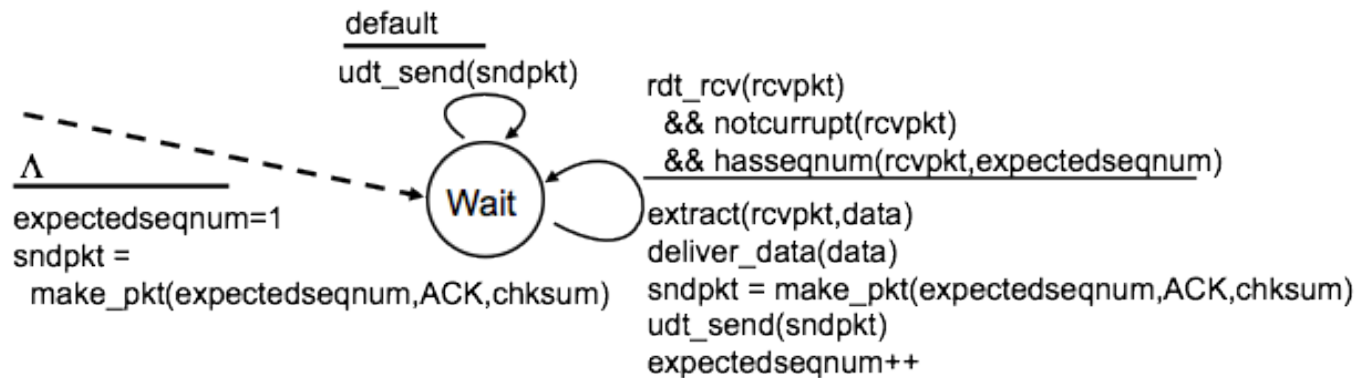 default
udt_send(sndpkt)
Λ
expectedseqnum=1
sndpkt =
make_pkt(expectedseqnum,ACK,chksum)
Wait
rdt_rcv(rcvpkt)
&& notcurrupt(rcvpkt)
&& hasseqnum(rcvpkt,expectedseqnum)
extract(rcvpkt,data)
deliver_data(data)
sndpkt = make_pkt(expectedseqnum,ACK,chksum)
udt_send(sndpkt)
expectedseqnum++